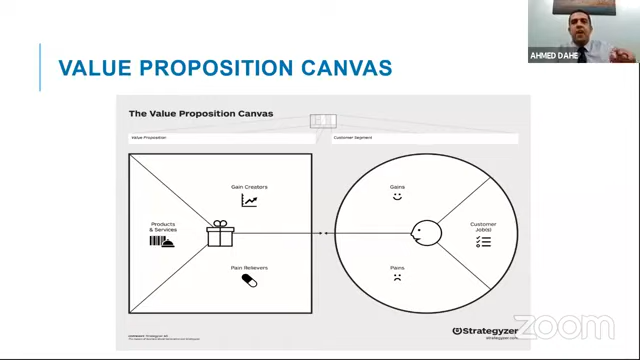 AHMED DAHE
VALUE PROPOSITION CANVAS
The Value Proposition Canvas
Value Proposition
Customer Segment
Gain Creators
Gains
Products
& Services
Customer
Job(s)
Pain Relievers
Pains
Strategyzer
strategyzer.com
zoom